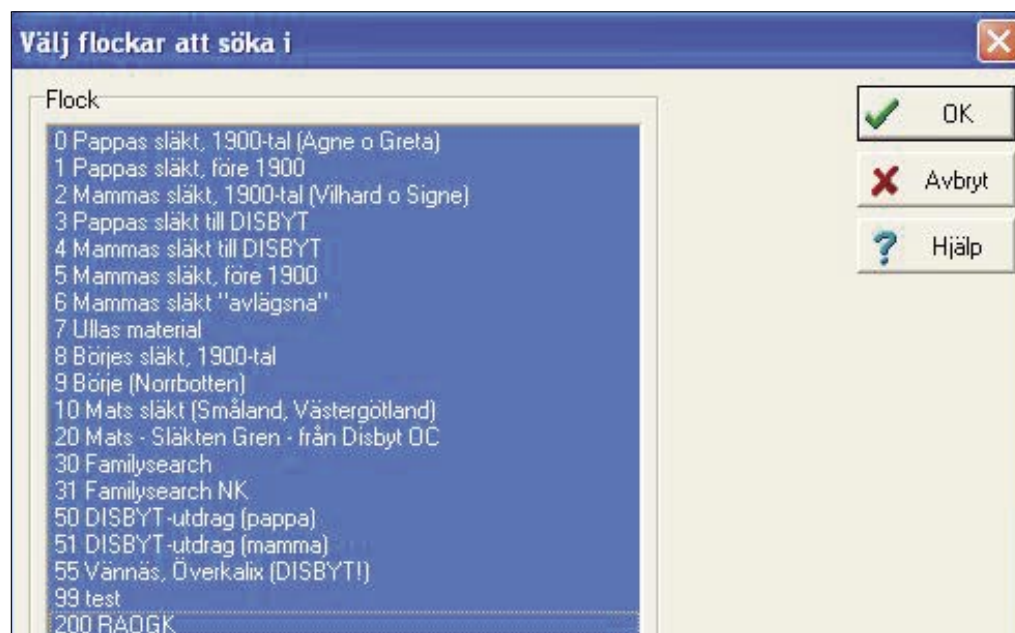 Välj flockar att söka i
Flock
0 Pappas släkt, 1900-tal (Agne o Greta)
1 Pappas släkt, före 1900
2 Mammas släkt, 1900-tal (Vilhard o Signe)
3 Pappas släkt till DISBYT
4 Mammas släkt till DISBYT
5 Mammas släkt, före 1900
6 Mammas släkt "avlägsna"
7 Ullas material
8 Börjes släkt, 1900-tal
9 Börje (Norrbotten)
10 Mats släkt (Småland, Västergötland)
20 Mats - Släkten Gren - från Disbyt OC
30 Familysearch
31 Familysearch NK
50 DISBYT-utdrag (pappa)
51 DISBYT-utdrag (mamma)
55 Vännäs, Överkalix (DISBYT!)
99 test
200 RAOGK
OK
Avbryt
Hjälp